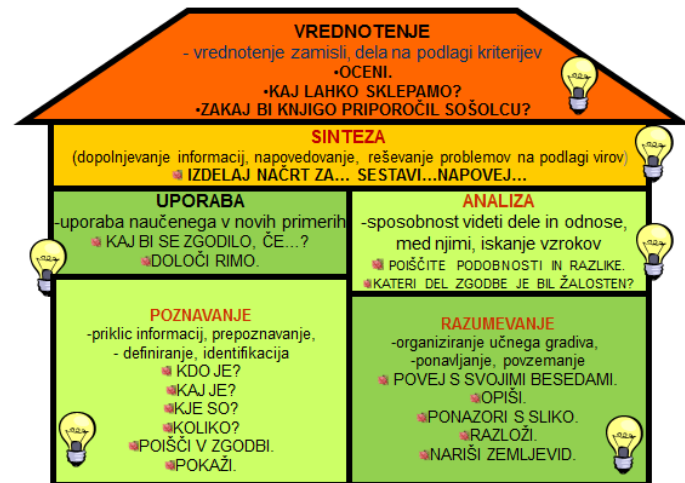 VREDNOTENJE
- vrednotenje zamisli, dela na podlagi kriterijev
•OCENI.
•KAJ LAHKO SKLEPAMO?
•ZAKAJ BI KNJIGO PRIPOROČIL SOŠOLCU?
SINTEZA
(dopolnjevanje informacij, napovedovanje, reševanje problemov na podlagi virov)
IZDELAJ NAČRT ZA... SESTAVI...NAPOVEJ...
UPORABA
-uporaba naučenega v novih primerih
KAJ BI SE ZGODILO, ČE...?
DOLOČI RIMO.
ANALIZA
-sposobnost videti dele in odnose,
med njimi, iskanje vzrokov
POIŠČITE PODOBNOSTI IN RAZLIKE.
KATERI DEL ZGODBE JE BIL ŽALOSTEN?
POZNAVANJE
-priklic informacij, prepoznavanje,
- definiranje, identifikacija
KDO JE?
KAJ JE?
KJE SO?
KOLIKO?
POIŠČI V ZGODBI.
POKAŽI.
RAZUMEVANJE
-organiziranje učnega gradiva,
-ponavljanje, povzemanje
POVEJ S SVOJIMI BESEDAMI.
OPIŠI.
PONAZORI S SLIKO.
RAZLOŽI.
NARIŠI ZEMLJEVID.